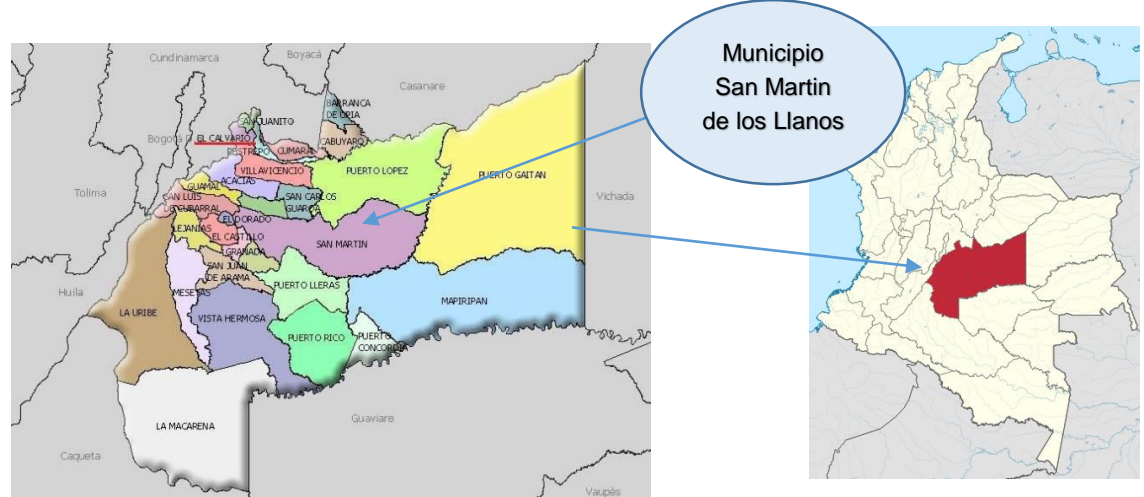 Municipio
San Martin
de los Llanos
Cundinamarca
Boyacá
Casanare
BARRANCA
DE UPIA
AN JUANITO
Bogotá D
EL CALVARIO
RESTREPO
CUMARAL
CABUYARO
VILLAVICENCIO
PUERTO LOPEZ
PUERTO GAITAN
ACACIAS
Tolima
GUAMAL
SAN CARLOS
GUAROA
Vichada
SAN LUIS
DE CUBARRAL
EL DORADO
LEJANIAS
EL CASTILLO
SAN MARTIN
GRANADA
SAN JUAN
DE ARAMA
Huila
MESETAS
PUERTO LLERAS
MAPIRIPAN
LA URIBE
VISTA HERMOSA
PUERTO RICO
PUERTO
CONCORDIA
Guaviare
LA MACARENA
Caqueta
Vaupés